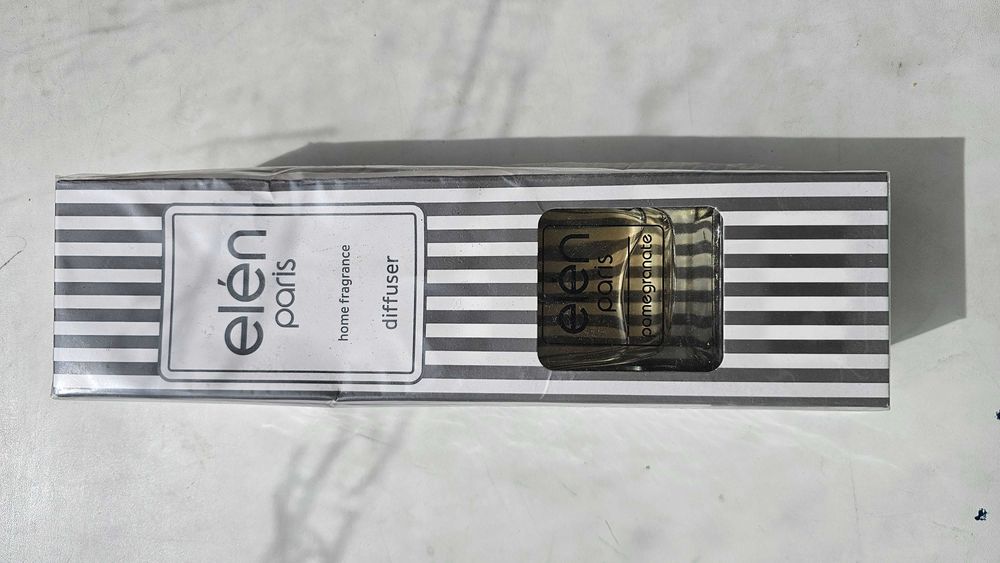 elén
paris
home fragrance
diffuser
elén
paris
pomegranate